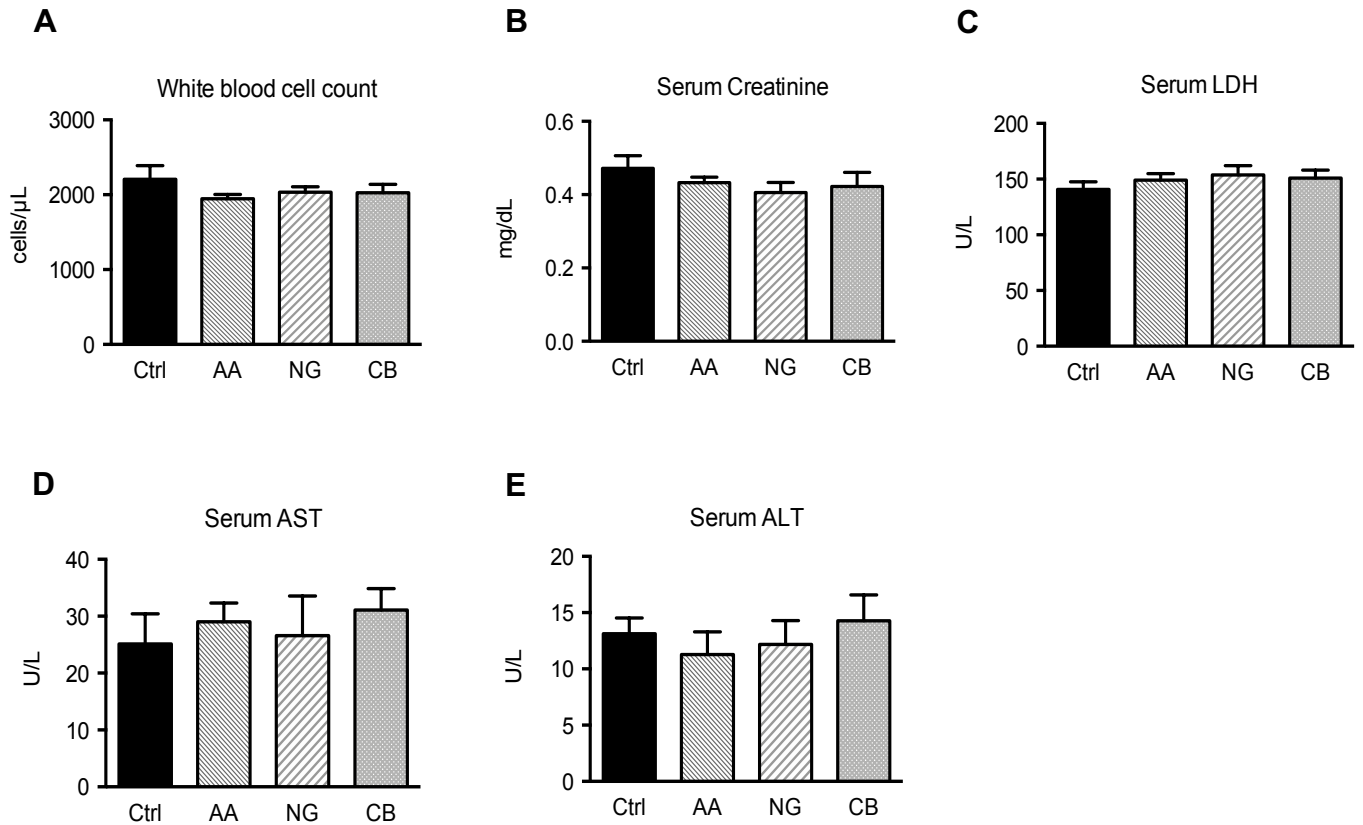 A
White blood cell count
3000
2000
1000
0
cells/µL
Ctrl AA NG CB
B
Serum Creatinine
0.6
0.4
0.2
0.0
mg/dL
Ctrl AA NG CB
C
Serum LDH
200
150
100
50
0
U/L
Ctrl AA NG CB
D
Serum AST
40
30
20
10
0
U/L
Ctrl AA NG CB
E
Serum ALT
20
15
10
5
0
U/L
Ctrl AA NG CB